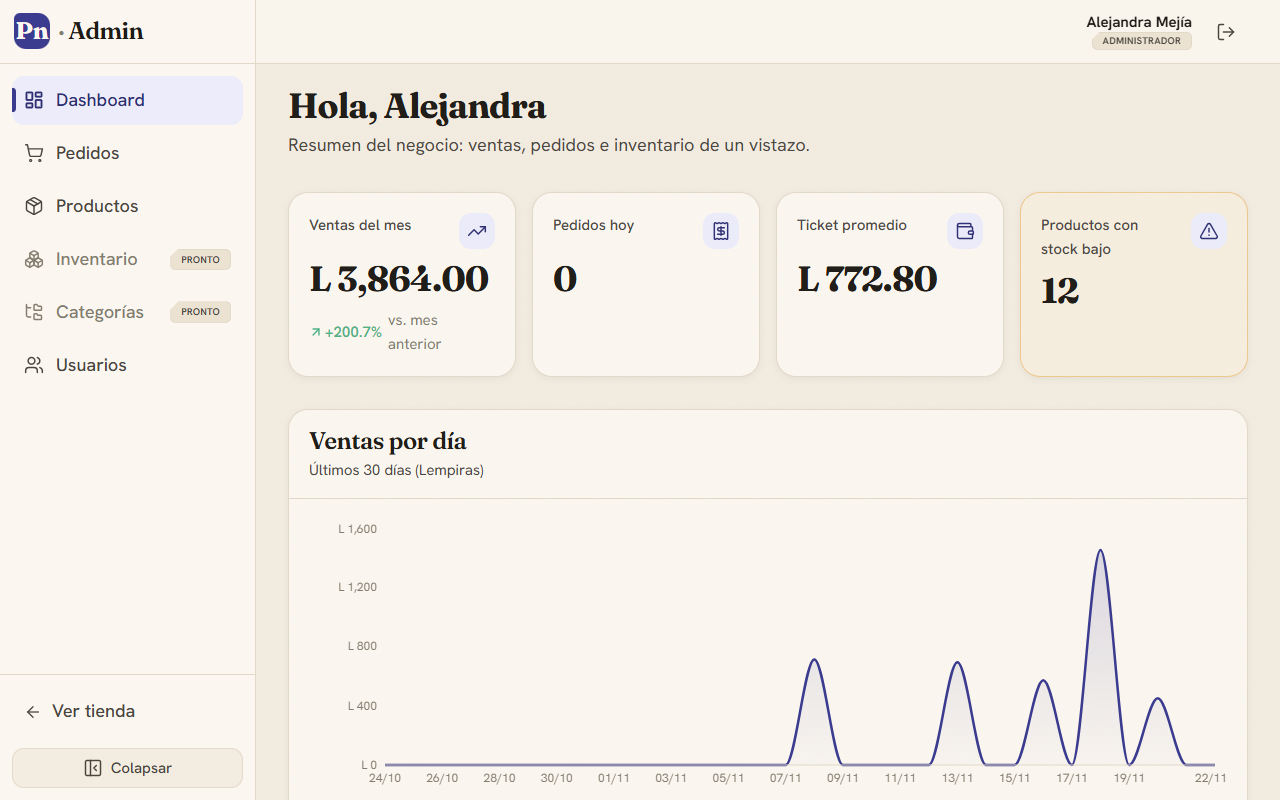 Pn · Admin
Alejandra Mejía
ADMINISTRADOR
Dashboard
Pedidos
Productos
Inventario PRONTO
Categorías PRONTO
Usuarios
Ver tienda
Colapsar
Hola, Alejandra
Resumen del negocio: ventas, pedidos e inventario de un vistazo.
Ventas del mes
L 3,864.00
+200.7% vs. mes
anterior
Pedidos hoy
0
Ticket promedio
L 772.80
Productos con
stock bajo
12
Ventas por día
Últimos 30 días (Lempiras)
L 1,600
L 1,200
L 800
L 400
L 0
24/10 26/10 28/10 30/10 01/11 03/11 05/11 07/11 09/11 11/11 13/11 15/11 17/11 19/11 22/11